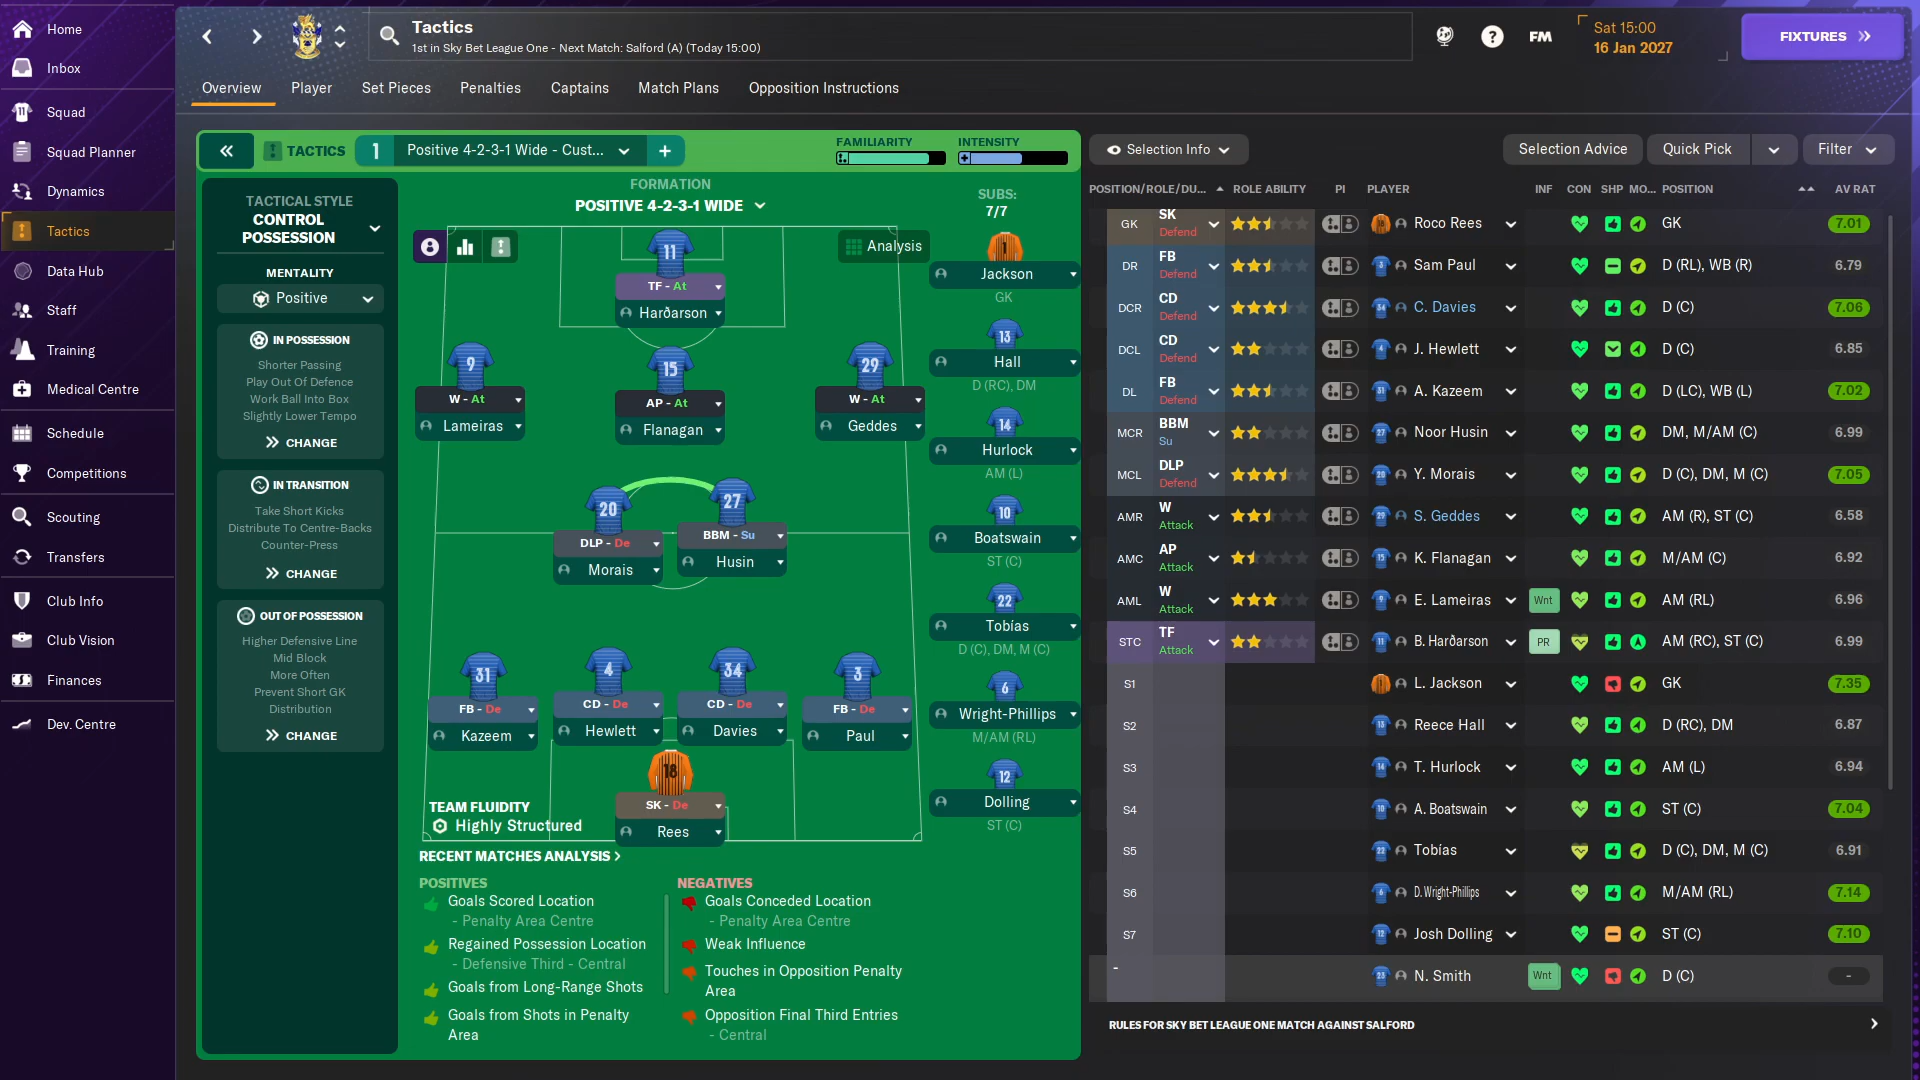 Home
Inbox
Squad
Squad Planner
Dynamics
Tactics
Data Hub
Staff
Training
Medical Centre
Schedule
Competitions
Scouting
Transfers
Club Info
Club Vision
Finances
Dev. Centre
Tactics
1st in Sky Bet League One - Next Match: Salford (A) (Today 15:00)
FM
Sat 15:00
16 Jan 2027
FIXTURES
Overview
Player
Set Pieces
Penalties
Captains
Match Plans
Opposition Instructions
TACTICS
1
Positive 4-2-3-1 Wide - Cust...
FAMILIARITY
INTENSITY
TACTICAL STYLE
CONTROL
POSSESSION
MENTALITY
Positive
IN POSSESSION
Shorter Passing
Play Out Of Defence
Work Ball Into Box
Slightly Lower Tempo
CHANGE
IN TRANSITION
Take Short Kicks
Distribute To Centre-Backs
Counter-Press
CHANGE
OUT OF POSSESSION
Higher Defensive Line
Mid Block
More Often
Prevent Short GK
Distribution
CHANGE
FORMATION
POSITIVE 4-2-3-1 WIDE
Analysis
11
TF - At
Harðarson
9
W - At
Lameiras
15
AP - At
Flanagan
29
W - At
Geddes
20
DLP - De
Morais
27
BBM - Su
Husin
31
FB - De
Kazeem
4
CD - De
Hewlett
34
CD - De
Davies
3
FB - De
Paul
18
SK - De
Rees
TEAM FLUIDITY
Highly Structured
SUBS:
7/7
1
Jackson
GK
13
Hall
D (RC), DM
14
Hurlock
AM (L)
10
Boatswain
ST (C)
22
Tobías
D (C), DM, M (C)
6
Wright-Phillips
M/AM (RL)
12
Dolling
ST (C)
RECENT MATCHES ANALYSIS
POSITIVES
Goals Scored Location
- Penalty Area Centre
Regained Possession Location
- Defensive Third - Central
Goals from Long-Range Shots
Goals from Shots in Penalty
Area
NEGATIVES
Goals Conceded Location
- Penalty Area Centre
Weak Influence
Touches in Opposition Penalty
Area
Opposition Final Third Entries
- Central
Selection Info
Selection Advice
Quick Pick
Filter
POSITION/ROLE/DU... ROLE ABILITY PI PLAYER INF CON SHP MO... POSITION AV RAT
GK SK Defend Roco Rees GK 7.01
DR FB Defend Sam Paul D (RL), WB (R) 6.79
DCR CD Defend C. Davies D (C) 7.06
DCL CD Defend J. Hewlett D (C) 6.85
DL FB Defend A. Kazeem D (LC), WB (L) 7.02
MCR BBM Su Noor Husin DM, M/AM (C) 6.99
MCL DLP Defend Y. Morais D (C), DM, M (C) 7.05
AMR W Attack S. Geddes AM (R), ST (C) 6.58
AMC AP Attack K. Flanagan M/AM (C) 6.92
AML W Attack E. Lameiras Wnt AM (RL) 6.96
STC TF Attack B. Harðarson PR AM (RC), ST (C) 6.99
S1 L. Jackson GK 7.35
S2 Reece Hall D (RC), DM 6.87
S3 T. Hurlock AM (L) 6.94
S4 A. Boatswain ST (C) 7.04
S5 Tobías D (C), DM, M (C) 6.91
S6 D. Wright-Phillips M/AM (RL) 7.14
S7 Josh Dolling ST (C) 7.10
- N. Smith Wnt D (C) -
RULES FOR SKY BET LEAGUE ONE MATCH AGAINST SALFORD